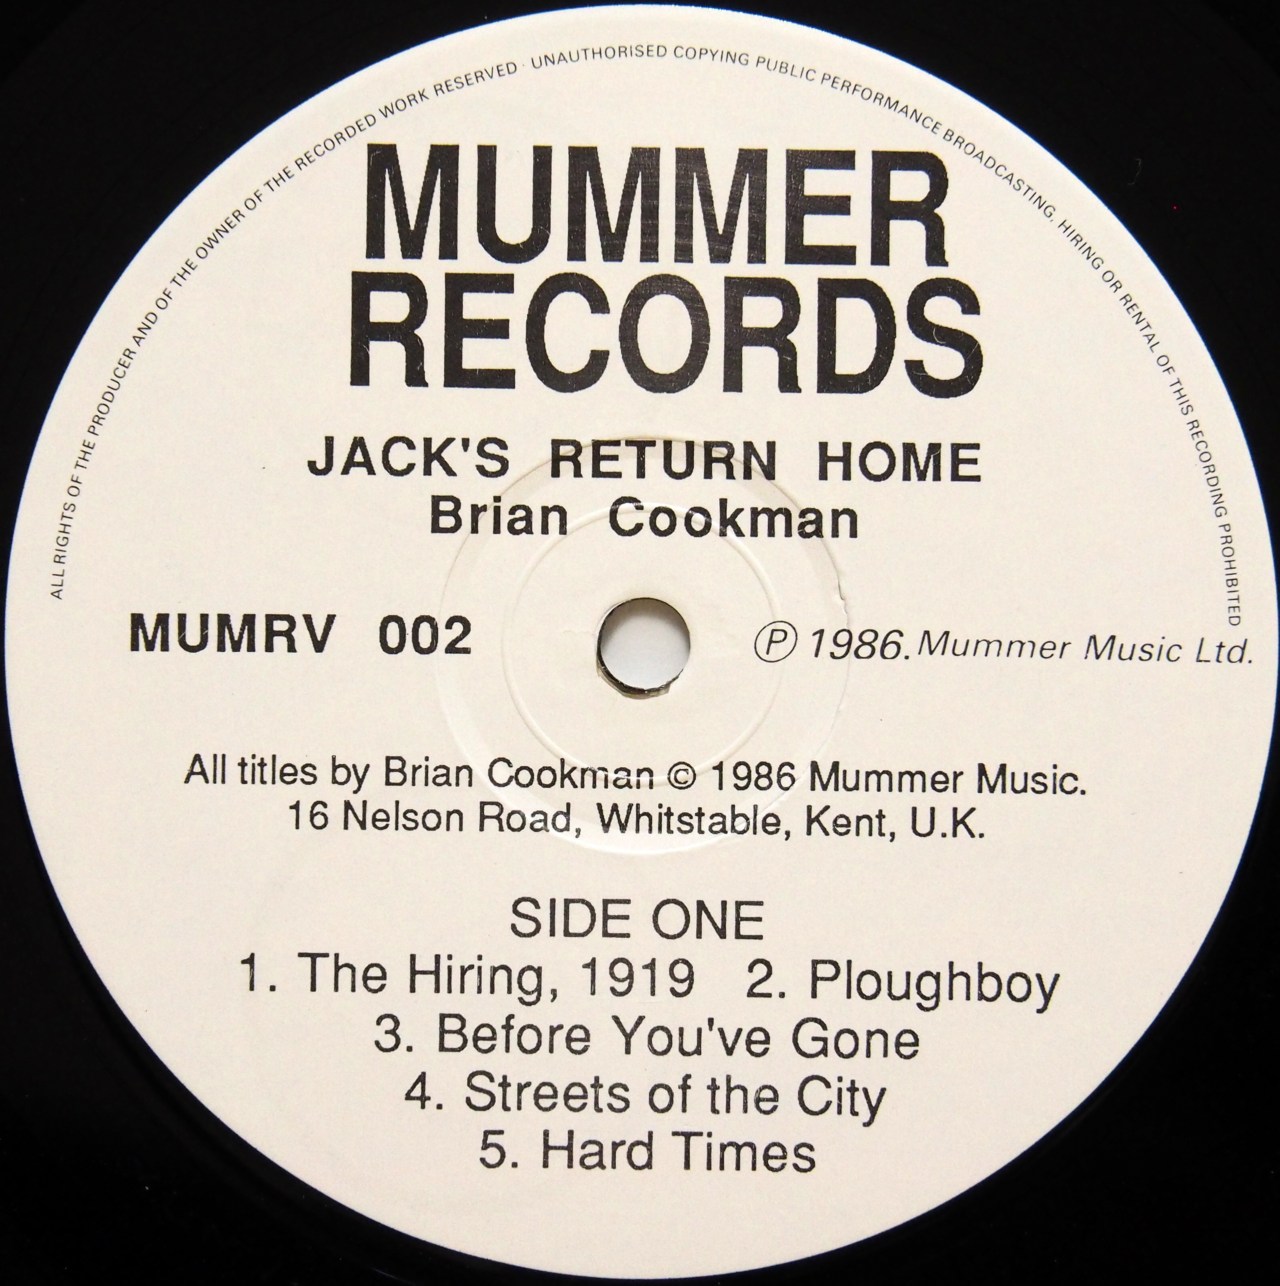 ALL RIGHTS OF THE PRODUCER AND OF THE OWNER OF THE RECORDED WORK RESERVED · UNAUTHORISED COPYING PUBLIC PERFORMANCE BROADCASTING, HIRING OR RENTAL OF THIS RECORDING PROHIBITED
MUMMER
RECORDS
JACK'S RETURN HOME
Brian Cookman
MUMRV 002
Ⓟ 1986. Mummer Music Ltd.
All titles by Brian Cookman © 1986 Mummer Music.
16 Nelson Road, Whitstable, Kent, U.K.
SIDE ONE
1. The Hiring, 1919 2. Ploughboy
3. Before You've Gone
4. Streets of the City
5. Hard Times